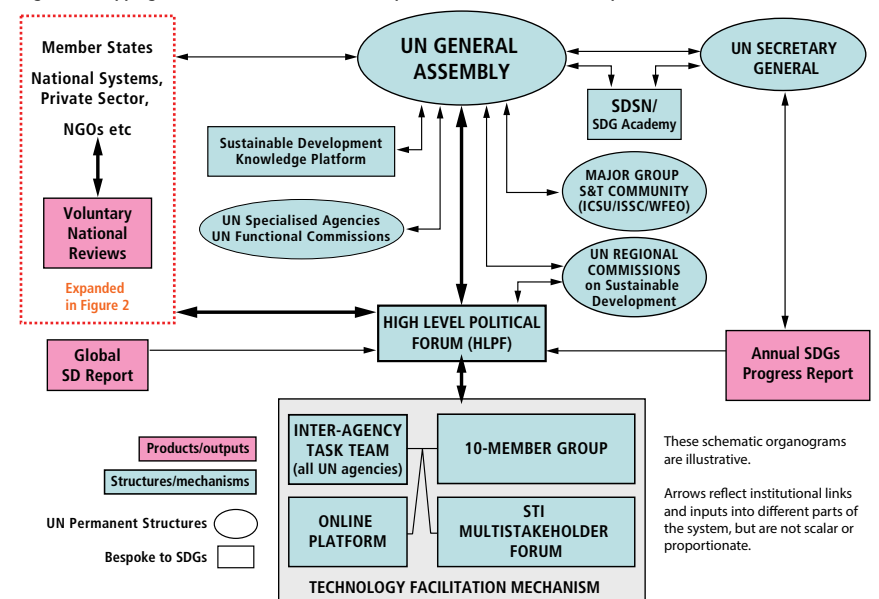 Member States
National Systems,
Private Sector,
NGOs etc
Voluntary
National
Reviews
Expanded
in Figure 2
UN GENERAL
ASSEMBLY
UN SECRETARY
GENERAL
SDSN/
SDG Academy
Sustainable Development
Knowledge Platform
MAJOR GROUP
S&T COMMUNITY
(ICSU/ISSC/WFEO)
UN Specialised Agencies
UN Functional Commissions
UN REGIONAL
COMMISSIONS
on Sustainable
Development
HIGH LEVEL POLITICAL
FORUM (HLPF)
Global
SD Report
Annual SDGs
Progress Report
INTER-AGENCY
TASK TEAM
(all UN agencies)
10-MEMBER GROUP
ONLINE
PLATFORM
STI
MULTISTAKEHOLDER
FORUM
TECHNOLOGY FACILITATION MECHANISM
Products/outputs
Structures/mechanisms
UN Permanent Structures
Bespoke to SDGs
These schematic organograms
are illustrative.
Arrows reflect institutional links
and inputs into different parts of
the system, but are not scalar or
proportionate.